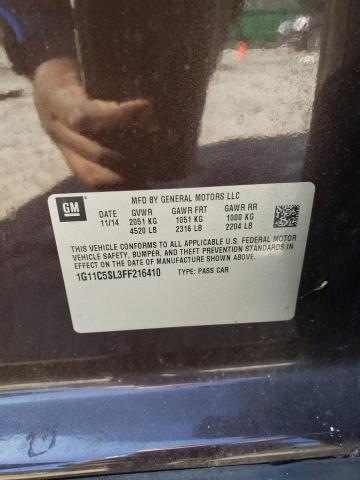 GM
MFD BY GENERAL MOTORS LLC
DATE GVWR GAWR FRT GAWR RR
11/14 2051 KG 1051 KG 1000 KG
4520 LB 2316 LB 2204 LB
THIS VEHICLE CONFORMS TO ALL APPLICABLE U.S. FEDERAL MOTOR
VEHICLE SAFETY, BUMPER, AND THEFT PREVENTION STANDARDS IN
EFFECT ON THE DATE OF MANUFACTURE SHOWN ABOVE.
1G11C5SL3FF216410 TYPE: PASS CAR